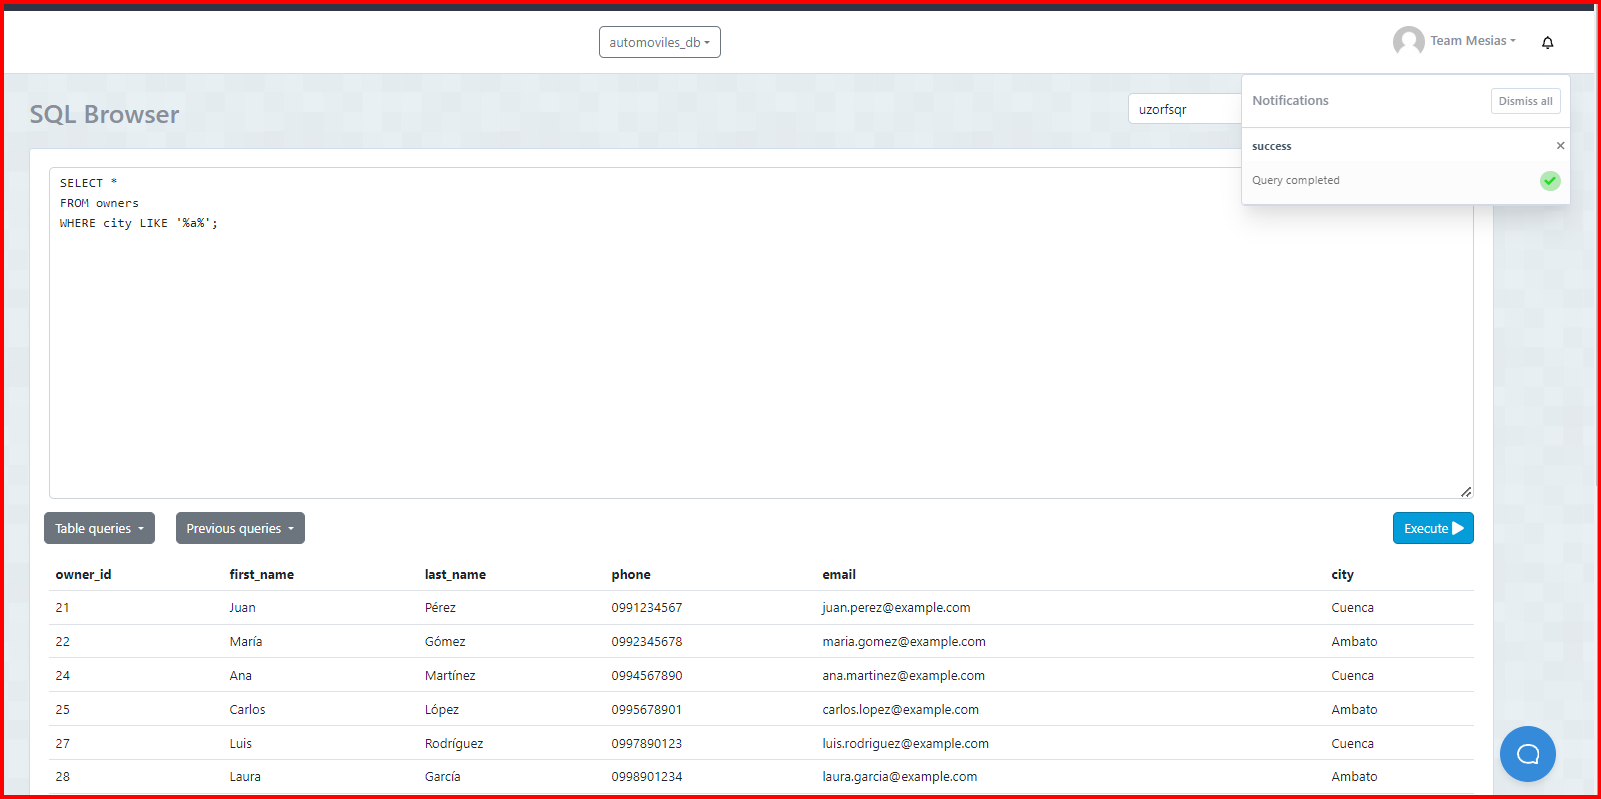 automoviles_db
Team Mesias
SQL Browser
uzorfsqr
Notifications
Dismiss all
success
Query completed
SELECT *
FROM owners
WHERE city LIKE '%a%';
Table queries
Previous queries
Execute
owner_id first_name last_name phone email city
21 Juan Pérez 0991234567 juan.perez@example.com Cuenca
22 María Gómez 0992345678 maria.gomez@example.com Ambato
24 Ana Martínez 0994567890 ana.martinez@example.com Cuenca
25 Carlos López 0995678901 carlos.lopez@example.com Ambato
27 Luis Rodríguez 0997890123 luis.rodriguez@example.com Cuenca
28 Laura García 0998901234 laura.garcia@example.com Ambato